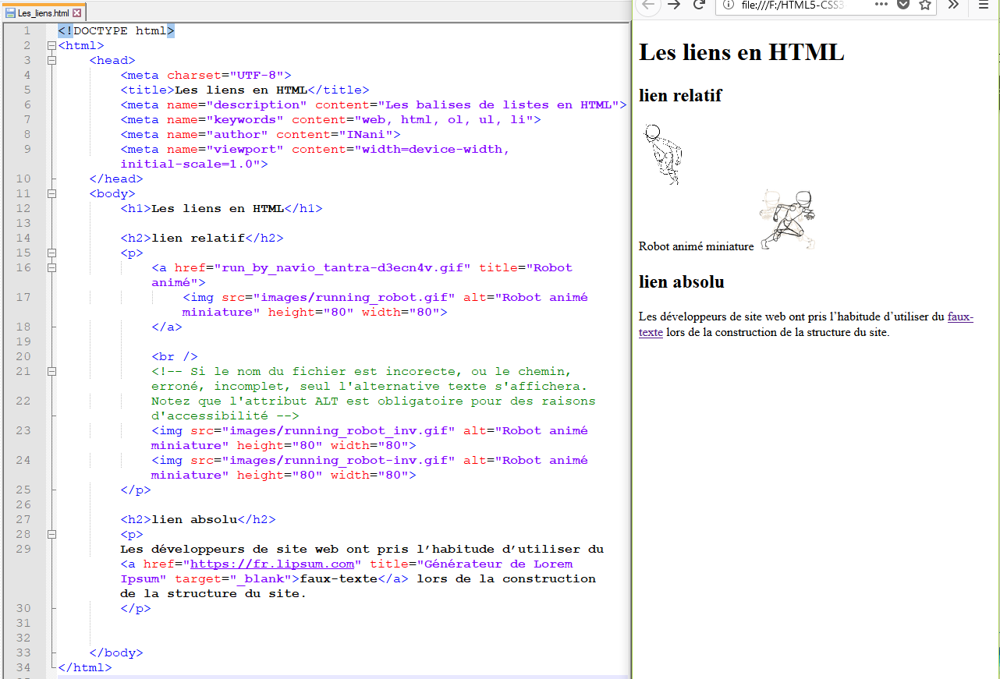 Les_liens.html
1 <!DOCTYPE html>
2 <html>
3 <head>
4 <meta charset="UTF-8">
5 <title>Les liens en HTML</title>
6 <meta name="description" content="Les balises de listes en HTML">
7 <meta name="keywords" content="web, html, ol, ul, li">
8 <meta name="author" content="INani">
9 <meta name="viewport" content="width=device-width,
initial-scale=1.0">
10 </head>
11 <body>
12 <h1>Les liens en HTML</h1>
13
14 <h2>lien relatif</h2>
15 <p>
16 <a href="run_by_navio_tantra-d3ecn4v.gif" title="Robot
animé">
17 <img src="images/running_robot.gif" alt="Robot animé
miniature" height="80" width="80">
18 </a>
19
20 <br />
21 <!-- Si le nom du fichier est incorecte, ou le chemin,
erroné, incomplet, seul l'alternative texte s'affichera.
22 Notez que l'attribut ALT est obligatoire pour des raisons
d'accessibilité -->
23 <img src="images/running_robot_inv.gif" alt="Robot animé
miniature" height="80" width="80">
24 <img src="images/running_robot-inv.gif" alt="Robot animé
miniature" height="80" width="80">
25 </p>
26
27 <h2>lien absolu</h2>
28 <p>
29 Les développeurs de site web ont pris l’habitude d’utiliser du
<a href="https://fr.lipsum.com" title="Générateur de Lorem
Ipsum" target="_blank">faux-texte</a> lors de la construction
de la structure du site.
30 </p>
31
32
33 </body>
34 </html>
file:///F:/HTML5-CSS3
Les liens en HTML
lien relatif
Robot animé miniature
lien absolu
Les développeurs de site web ont pris l’habitude d’utiliser du faux-
texte lors de la construction de la structure du site.